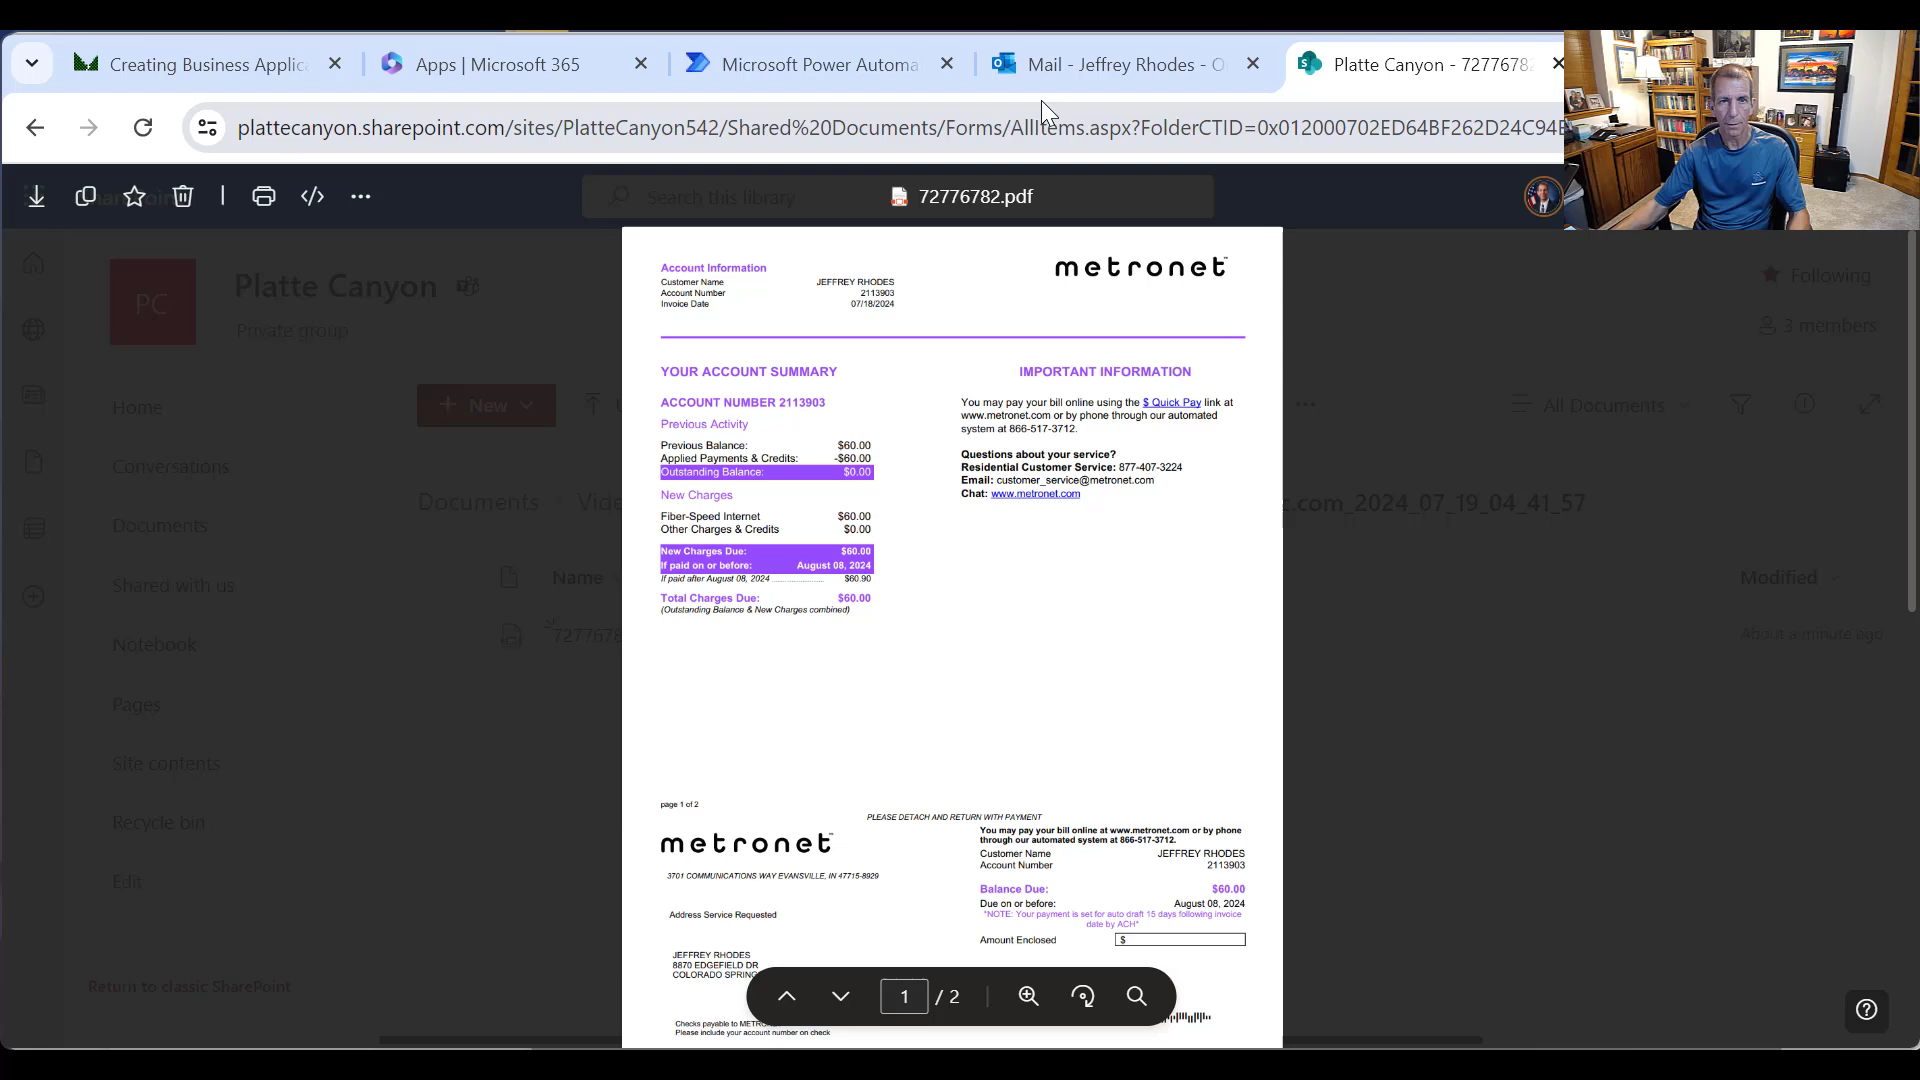 Creating Business Applic
Apps | Microsoft 365
Microsoft Power Automa
Mail - Jeffrey Rhodes - O
Platte Canyon - 7277678
plattecanyon.sharepoint.com/sites/PlatteCanyon542/Shared%20Documents/Forms/AllItems.aspx?FolderCTID=0x012000702ED64BF262D24C94
Search this library
72776782.pdf
PC
Platte Canyon
Private group
Following
3 members
Home
Conversations
Documents
Shared with us
Notebook
Pages
Site contents
Recycle bin
Edit
Return to classic SharePoint
New
All Documents
Documents
.com_2024_07_19_04_41_57
Name
Modified
7277678
About a minute ago
Account Information
Customer Name JEFFREY RHODES
Account Number 2113903
Invoice Date 07/18/2024
metronet
YOUR ACCOUNT SUMMARY
ACCOUNT NUMBER 2113903
Previous Activity
Previous Balance: $60.00
Applied Payments & Credits: -$60.00
Outstanding Balance: $0.00
New Charges
Fiber-Speed Internet $60.00
Other Charges & Credits $0.00
New Charges Due: $60.00
If paid on or before: August 08, 2024
If paid after August 08, 2024 ........................ $60.90
Total Charges Due: $60.00
(Outstanding Balance & New Charges combined)
IMPORTANT INFORMATION
You may pay your bill online using the $ Quick Pay link at
www.metronet.com or by phone through our automated
system at 866-517-3712.
Questions about your service?
Residential Customer Service: 877-407-3224
Email: customer_service@metronet.com
Chat: www.metronet.com
page 1 of 2
PLEASE DETACH AND RETURN WITH PAYMENT
metronet
3701 COMMUNICATIONS WAY EVANSVILLE, IN 47715-8929
Address Service Requested
JEFFREY RHODES
8870 EDGEFIELD DR
COLORADO SPRING
Checks payable to METRO
Please include your account number on check
You may pay your bill online at www.metronet.com or by phone
through our automated system at 866-517-3712.
Customer Name JEFFREY RHODES
Account Number 2113903
Balance Due: $60.00
Due on or before: August 08, 2024
*NOTE: Your payment is set for auto draft 15 days following invoice
date by ACH*
Amount Enclosed $
1 / 2